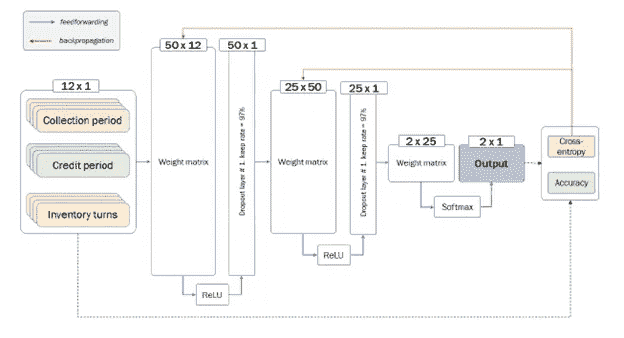 feedforwarding
backpropagation
12 x 1
Collection period
Credit period
Inventory turns
50 x 12
Weight matrix
ReLU
50 x 1
Dropout layer # 1, keep rate = 97%
25 x 50
Weight matrix
ReLU
25 x 1
Dropout layer # 1, keep rate = 97%
2 x 25
Weight matrix
Softmax
2 x 1
Output
Cross-
entropy
Accuracy